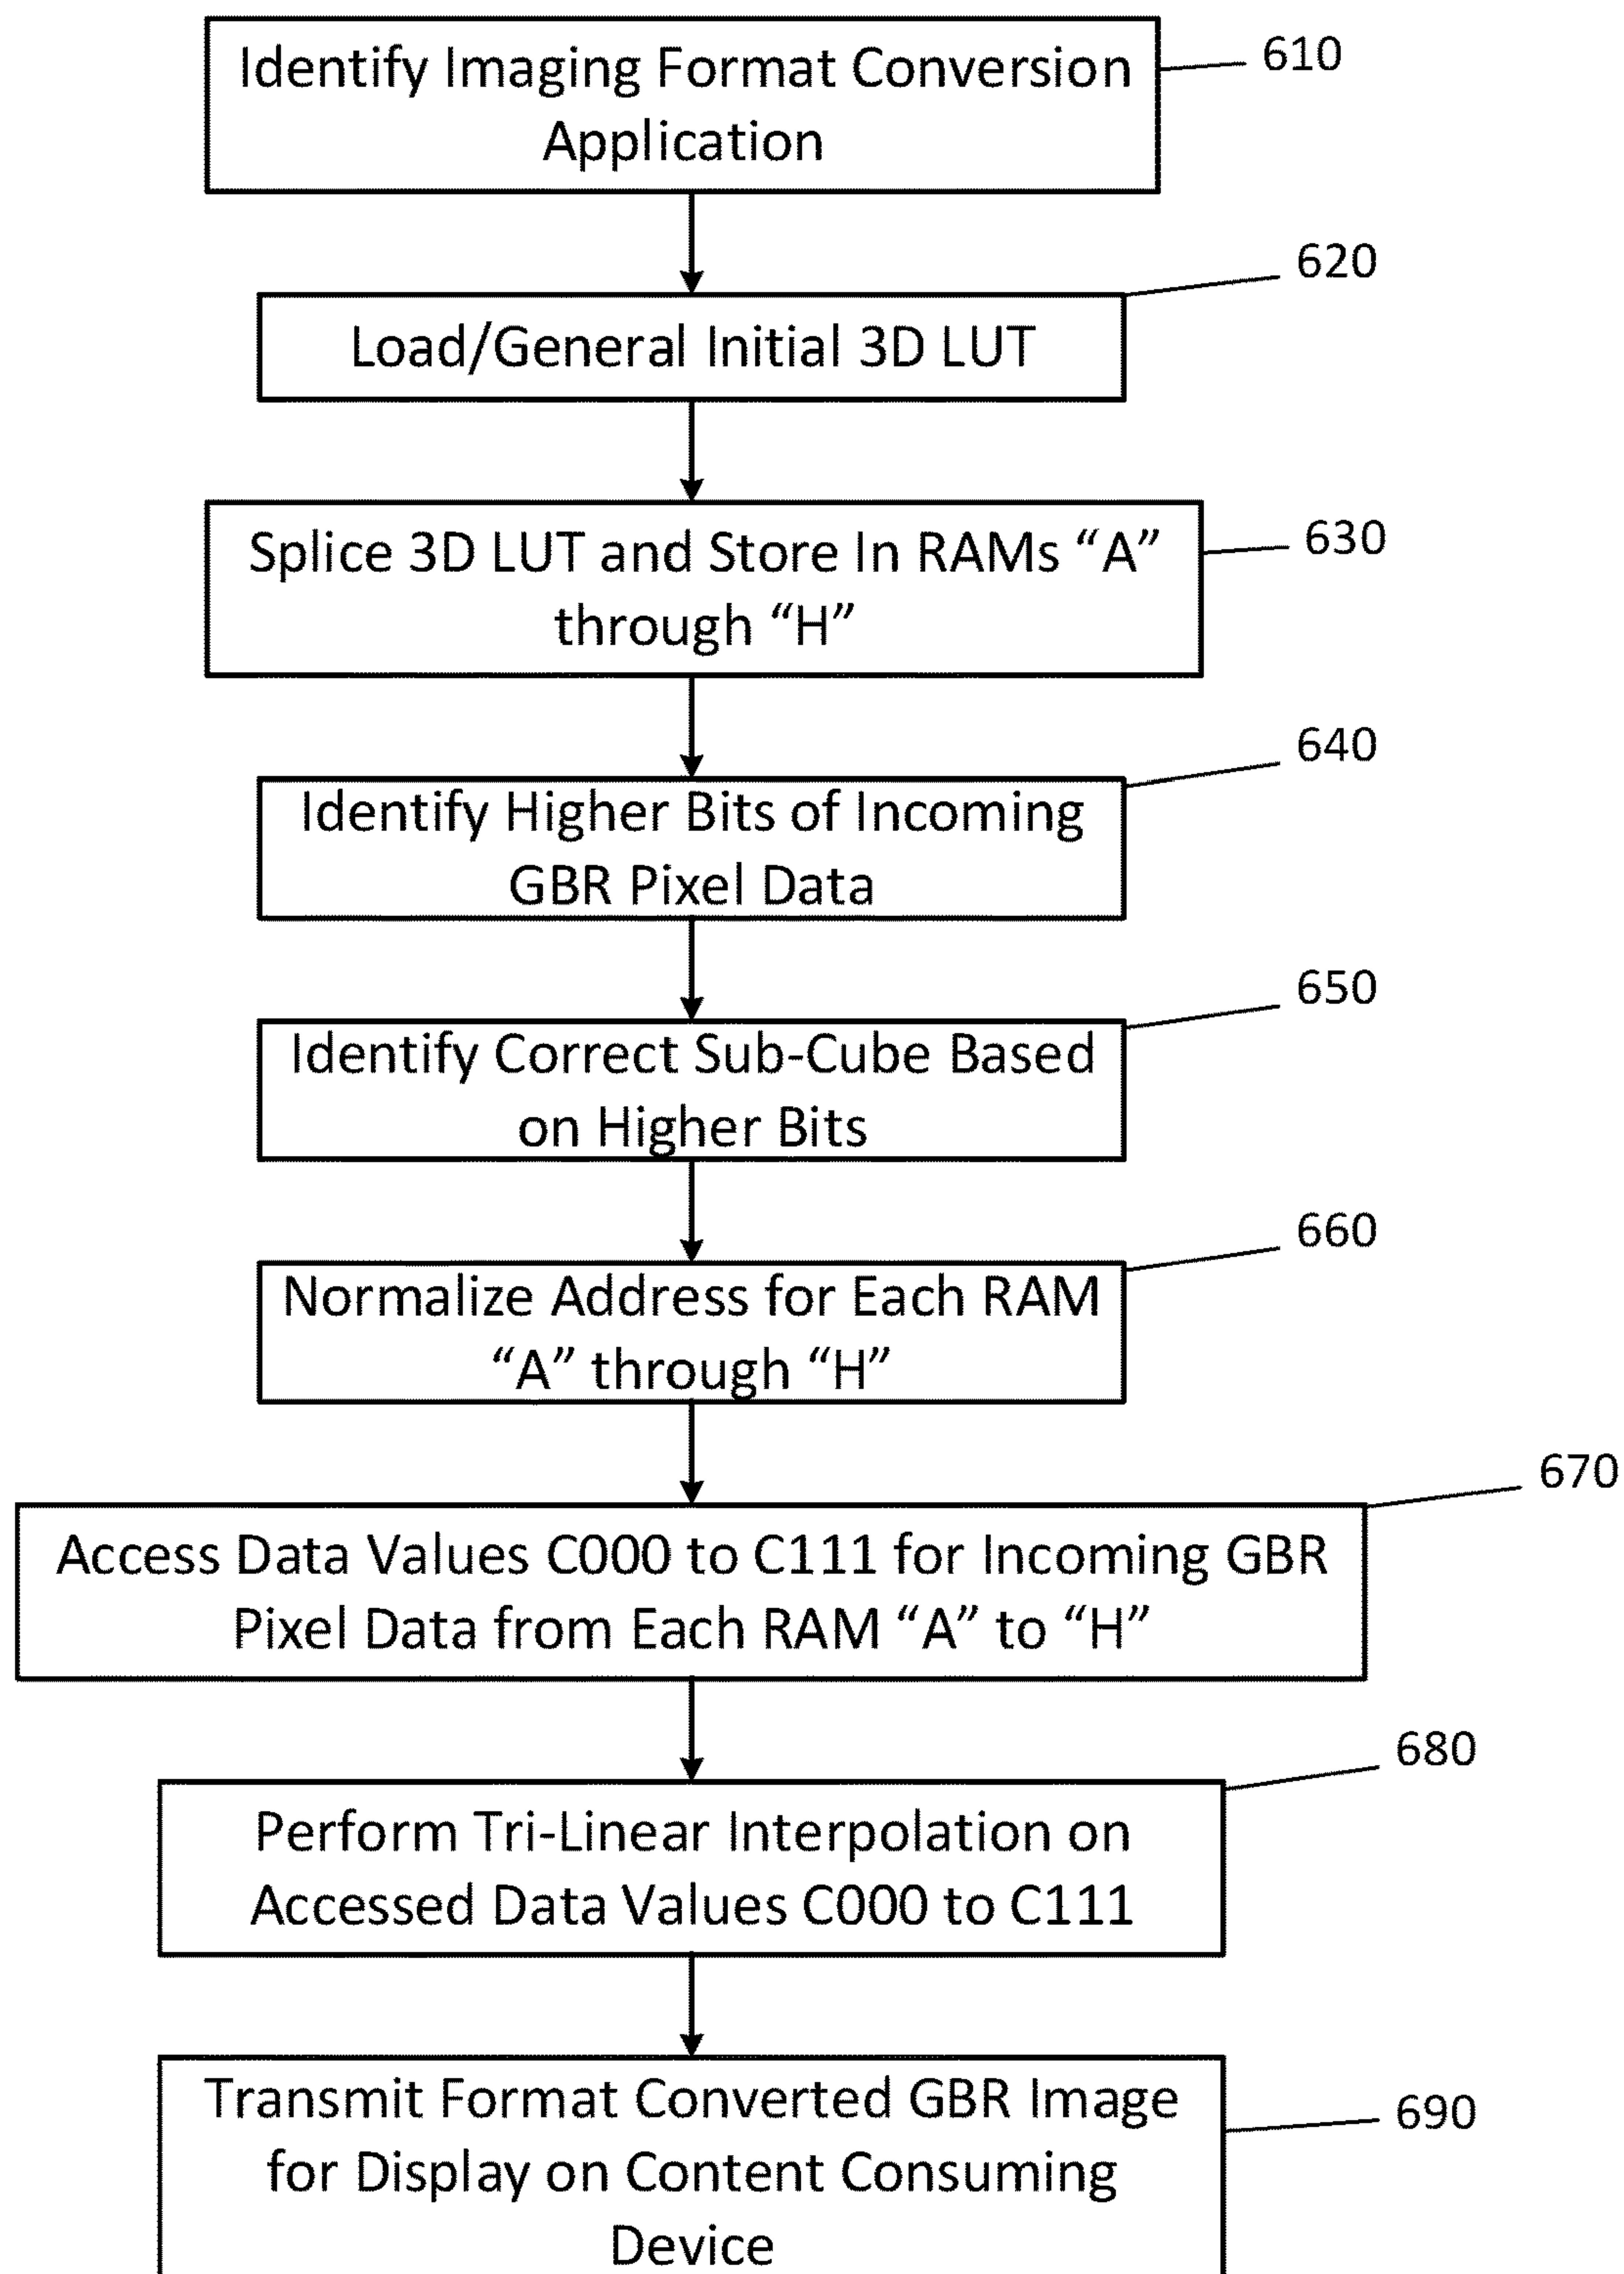 Identify Imaging Format Conversion
Application
610
620
Load/General Initial 3D LUT
Splice 3D LUT and Store In RAMs “A”
through “H”
630
640
Identify Higher Bits of Incoming
GBR Pixel Data
650
Identify Correct Sub-Cube Based
on Higher Bits
660
Normalize Address for Each RAM
“A” through “H”
670
Access Data Values C000 to C111 for Incoming GBR
Pixel Data from Each RAM “A” to “H”
680
Perform Tri-Linear Interpolation on
Accessed Data Values C000 to C111
Transmit Format Converted GBR Image
for Display on Content Consuming
Device
690